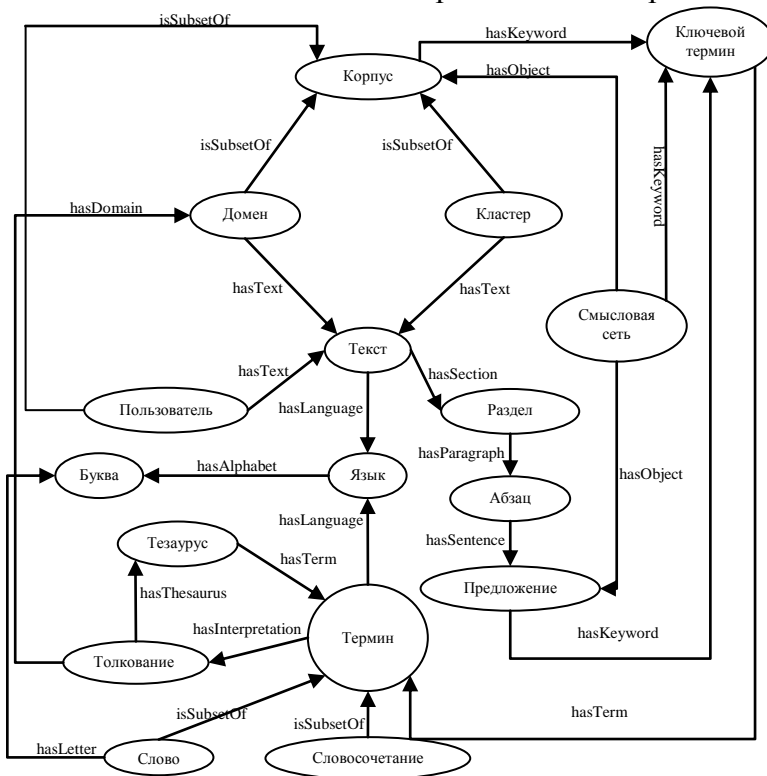 isSubsetOf
hasKeyword
Ключевой
термин
Корпус
hasObject
isSubsetOf
isSubsetOf
hasKeyword
hasDomain
Домен
Кластер
hasText
hasText
Смысловая
сеть
Текст
hasText
hasSection
Пользователь
hasLanguage
Раздел
hasParagraph
Буква
hasAlphabet
Язык
hasObject
Абзац
hasLanguage
hasSentence
Тезаурус
hasTerm
Предложение
hasThesaurus
hasInterpretation
Термин
hasKeyword
Толкование
isSubsetOf
isSubsetOf
hasTerm
hasLetter
Слово
Словосочетание